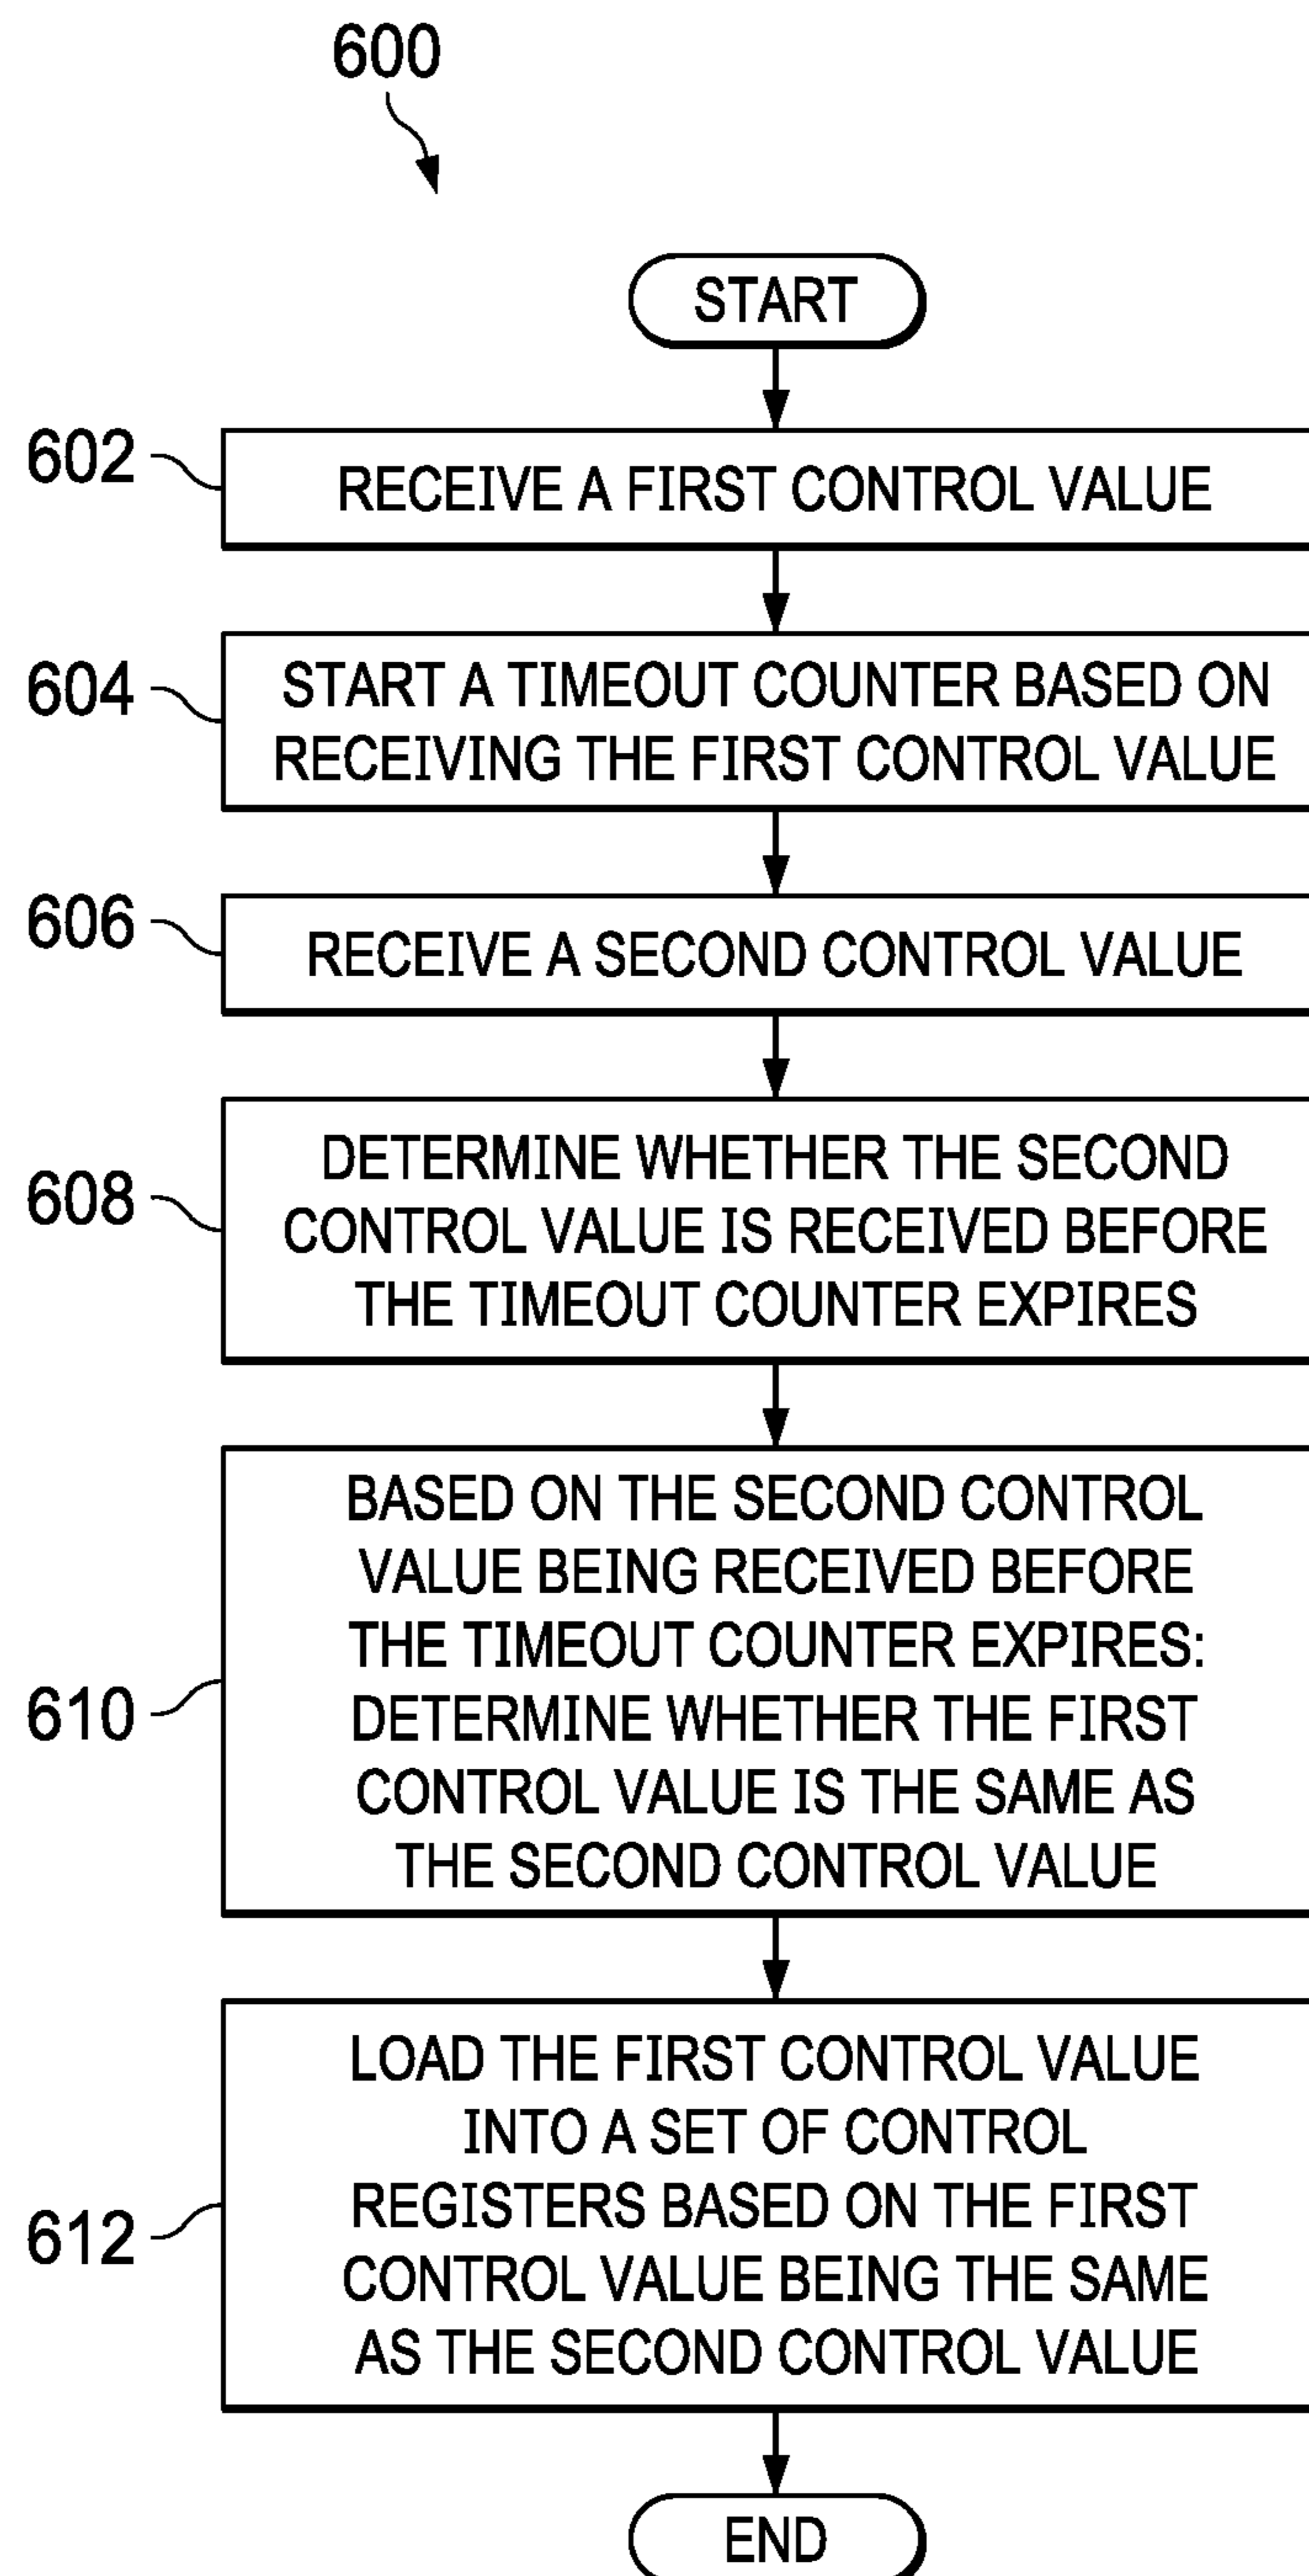 600
START
602
RECEIVE A FIRST CONTROL VALUE
604
START A TIMEOUT COUNTER BASED ON
RECEIVING THE FIRST CONTROL VALUE
606
RECEIVE A SECOND CONTROL VALUE
608
DETERMINE WHETHER THE SECOND
CONTROL VALUE IS RECEIVED BEFORE
THE TIMEOUT COUNTER EXPIRES
610
BASED ON THE SECOND CONTROL
VALUE BEING RECEIVED BEFORE
THE TIMEOUT COUNTER EXPIRES:
DETERMINE WHETHER THE FIRST
CONTROL VALUE IS THE SAME AS
THE SECOND CONTROL VALUE
612
LOAD THE FIRST CONTROL VALUE
INTO A SET OF CONTROL
REGISTERS BASED ON THE FIRST
CONTROL VALUE BEING THE SAME
AS THE SECOND CONTROL VALUE
END